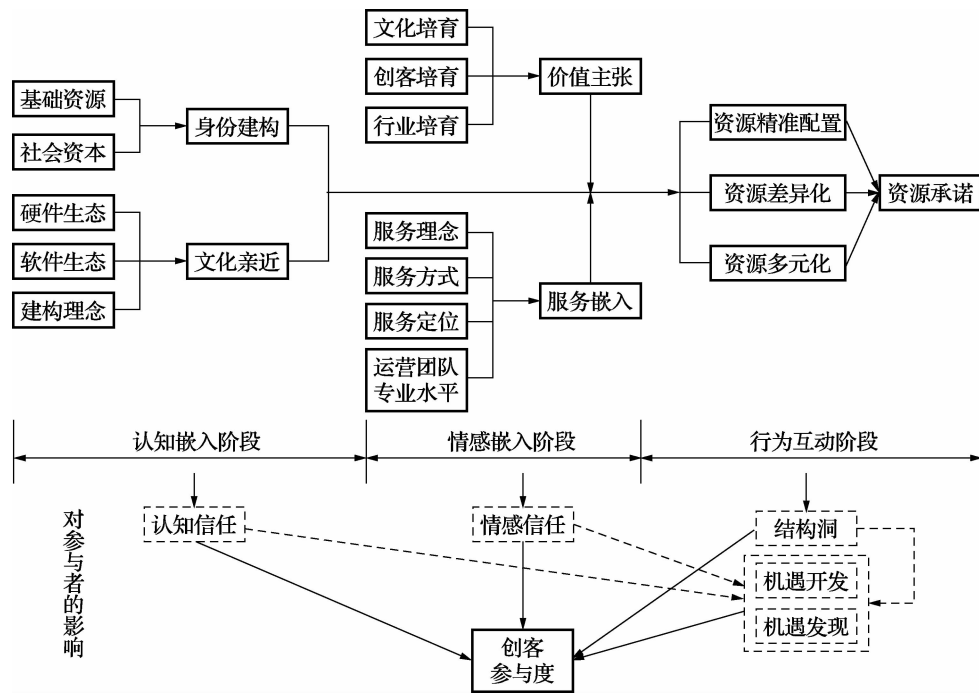 文化培育
创客培育
行业培育
价值主张
基础资源
社会资本
身份建构
硬件生态
软件生态
建构理念
文化亲近
服务理念
服务方式
服务定位
运营团队
专业水平
服务嵌入
资源精准配置
资源差异化
资源多元化
资源承诺
认知嵌入阶段
情感嵌入阶段
行为互动阶段
对参与者的影响
认知信任
情感信任
结构洞
机遇开发
机遇发现
创客
参与度